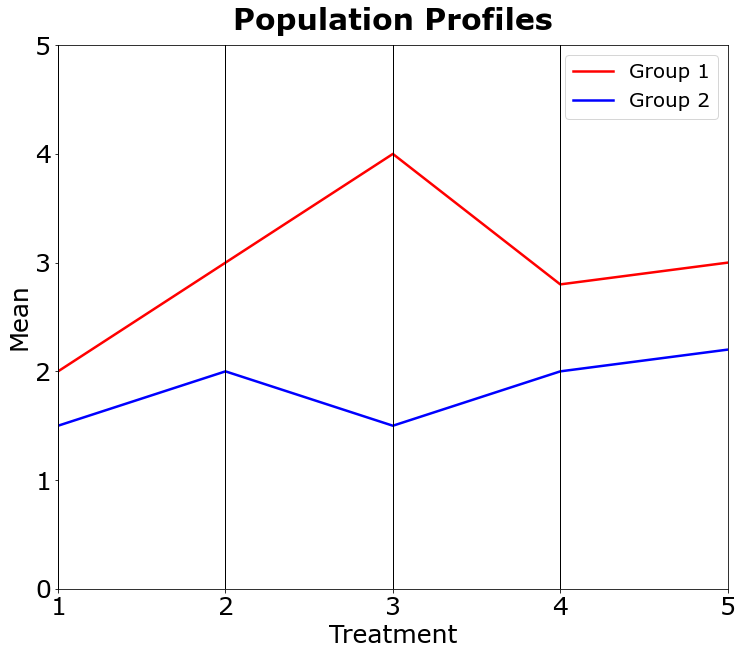 Population Profiles
5
4
3
2
1
0
Mean
Group 1
Group 2
1 2 3 4 5
Treatment